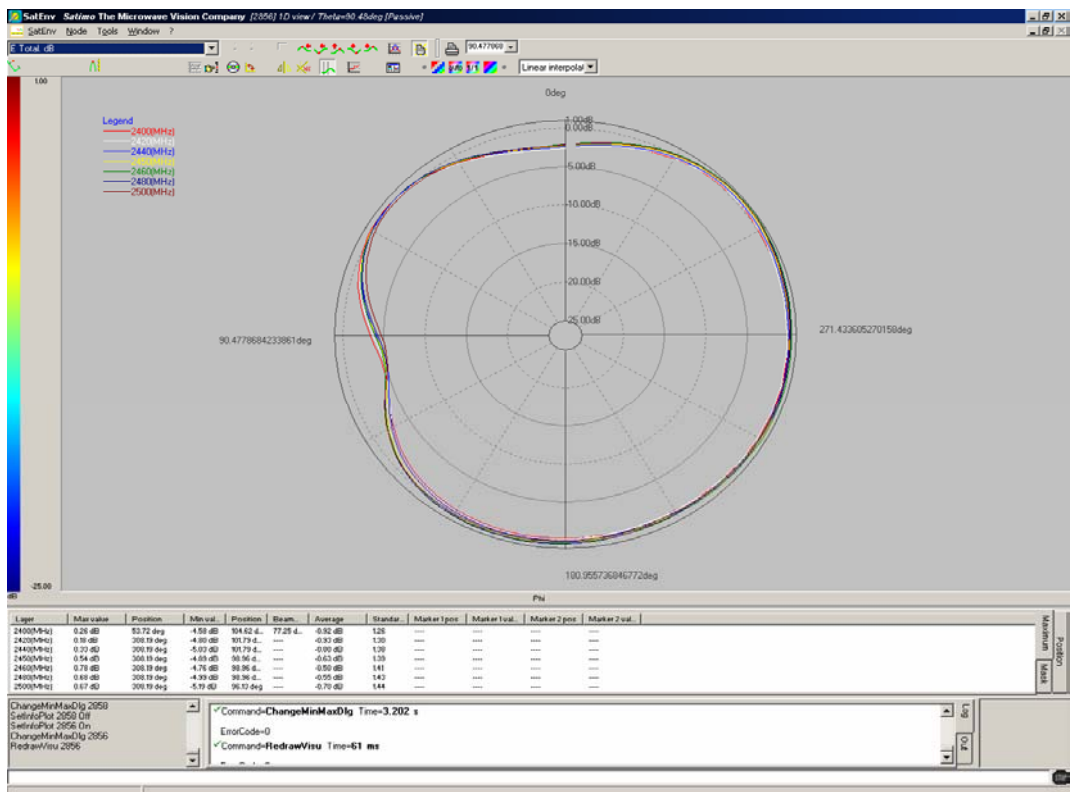 SatEnv Satimo The Microwave Vision Company [2856] 1D view / Theta=90.48deg [Passive]
SatEnv Node Tools Window ?
E Total dB
90.477868
Linear interpolat
1.00
-25.00
dB
Legend
2400(MHz)
2420(MHz)
2440(MHz)
2450(MHz)
2460(MHz)
2480(MHz)
2500(MHz)
0deg
1.00dB
0.00dB
-5.00dB
-10.00dB
-15.00dB
-20.00dB
-25.00dB
90.4778684233861deg
271.433605270158deg
180.955736846772deg
Phi
Layer Max value Position Min val... Position Beam... Average Standar... Marker 1 pos Marker 1 val... Marker 2 pos Marker 2 val...
2400(MHz) 0.26 dB 53.72 deg -4.58 dB 104.62 d... 77.25 d... -0.92 dB 1.26 ---- ---- ---- ----
2420(MHz) 0.18 dB 308.19 deg -4.80 dB 101.79 d... ---- -0.93 dB 1.30 ---- ---- ---- ----
2440(MHz) 0.33 dB 308.19 deg -5.03 dB 101.79 d... ---- -0.80 dB 1.38 ---- ---- ---- ----
2450(MHz) 0.54 dB 308.19 deg -4.89 dB 98.96 d... ---- -0.63 dB 1.39 ---- ---- ---- ----
2460(MHz) 0.78 dB 308.19 deg -4.76 dB 98.96 d... ---- -0.50 dB 1.41 ---- ---- ---- ----
2480(MHz) 0.68 dB 308.19 deg -4.99 dB 98.96 d... ---- -0.55 dB 1.43 ---- ---- ---- ----
2500(MHz) 0.67 dB 308.19 deg -5.19 dB 96.13 deg ---- -0.70 dB 1.44 ---- ---- ---- ----
Maximum
Mask
Position
ChangeMinMaxDlg 2858
SetInfoPlot 2858 Off
SetInfoPlot 2856 On
ChangeMinMaxDlg 2856
RedrawVisu 2856
Command=ChangeMinMaxDlg Time=3.202 s
ErrorCode=0
Command=RedrawVisu Time=61 ms
Log
Out
STOP